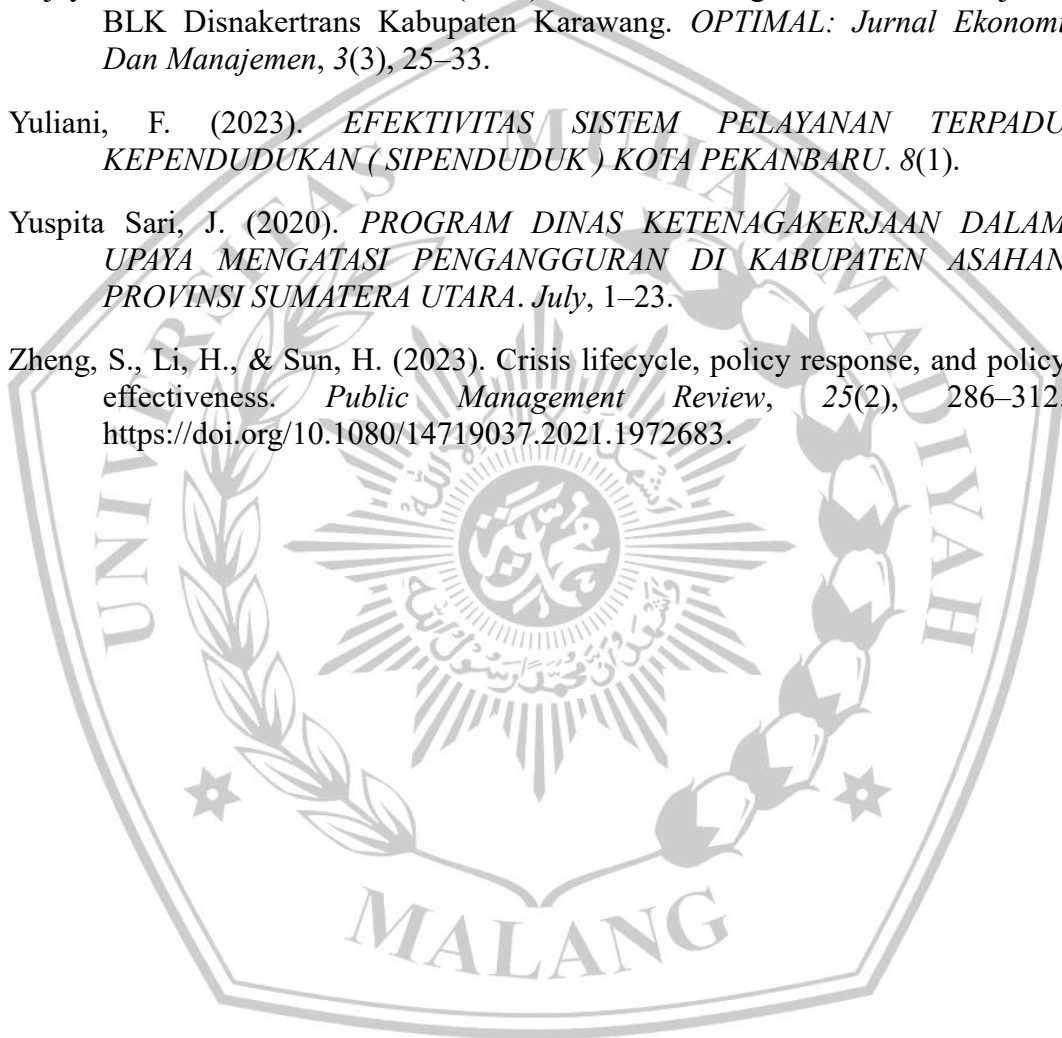 BLK Disnakertrans Kabupaten Karawang. OPTIMAL: Jurnal Ekonomi
Dan Manajemen, 3(3), 25–33.
Yuliani, F. (2023). EFEKTIVITAS SISTEM PELAYANAN TERPADU
KEPENDUDUKAN ( SIPENDUDUK ) KOTA PEKANBARU. 8(1).
Yuspita Sari, J. (2020). PROGRAM DINAS KETENAGAKERJAAN DALAM
UPAYA MENGATASI PENGANGGURAN DI KABUPATEN ASAHAN
PROVINSI SUMATERA UTARA. July, 1–23.
Zheng, S., Li, H., & Sun, H. (2023). Crisis lifecycle, policy response, and policy
effectiveness. Public Management Review, 25(2), 286–312.
https://doi.org/10.1080/14719037.2021.1972683.
UNIVERSITAS MUHAMMADIYAH
MALANG